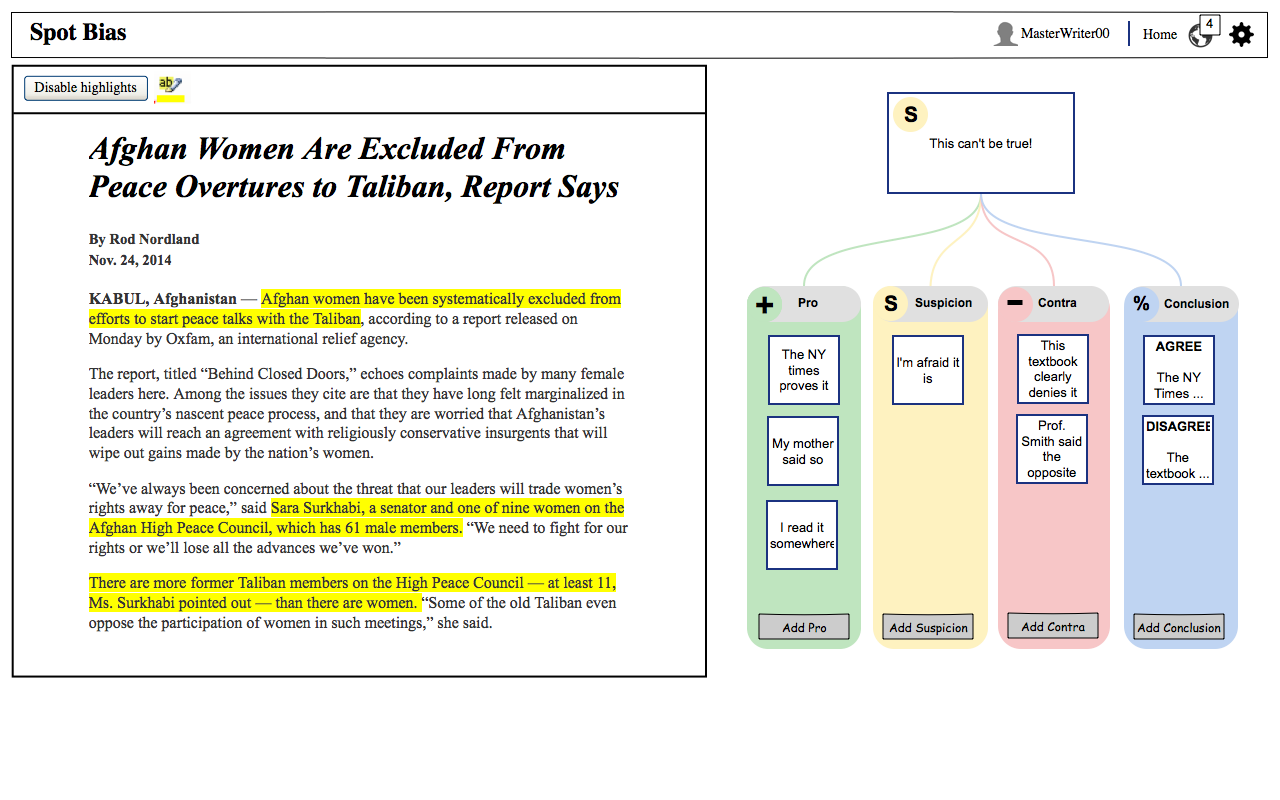 Spot Bias
MasterWriter00
Home
4
Disable highlights
ab
Afghan Women Are Excluded From
Peace Overtures to Taliban, Report Says
By Rod Nordland
Nov. 24, 2014
KABUL, Afghanistan — Afghan women have been systematically excluded from
efforts to start peace talks with the Taliban, according to a report released on
Monday by Oxfam, an international relief agency.
The report, titled “Behind Closed Doors,” echoes complaints made by many female
leaders here. Among the issues they cite are that they have long felt marginalized in
the country’s nascent peace process, and that they are worried that Afghanistan’s
leaders will reach an agreement with religiously conservative insurgents that will
wipe out gains made by the nation’s women.
“We’ve always been concerned about the threat that our leaders will trade women’s
rights away for peace,” said Sara Surkhabi, a senator and one of nine women on the
Afghan High Peace Council, which has 61 male members. “We need to fight for our
rights or we’ll lose all the advances we’ve won.”
There are more former Taliban members on the High Peace Council — at least 11,
Ms. Surkhabi pointed out — than there are women. “Some of the old Taliban even
oppose the participation of women in such meetings,” she said.
S
This can't be true!
+ Pro
The NY
times
proves it
My mother
said so
I read it
somewhere
Add Pro
S Suspicion
I'm afraid it
is
Add Suspicion
− Contra
This
textbook
clearly
denies it
Prof.
Smith said
the
opposite
Add Contra
% Conclusion
AGREE
The NY
Times ...
DISAGREE
The
textbook ...
Add Conclusion